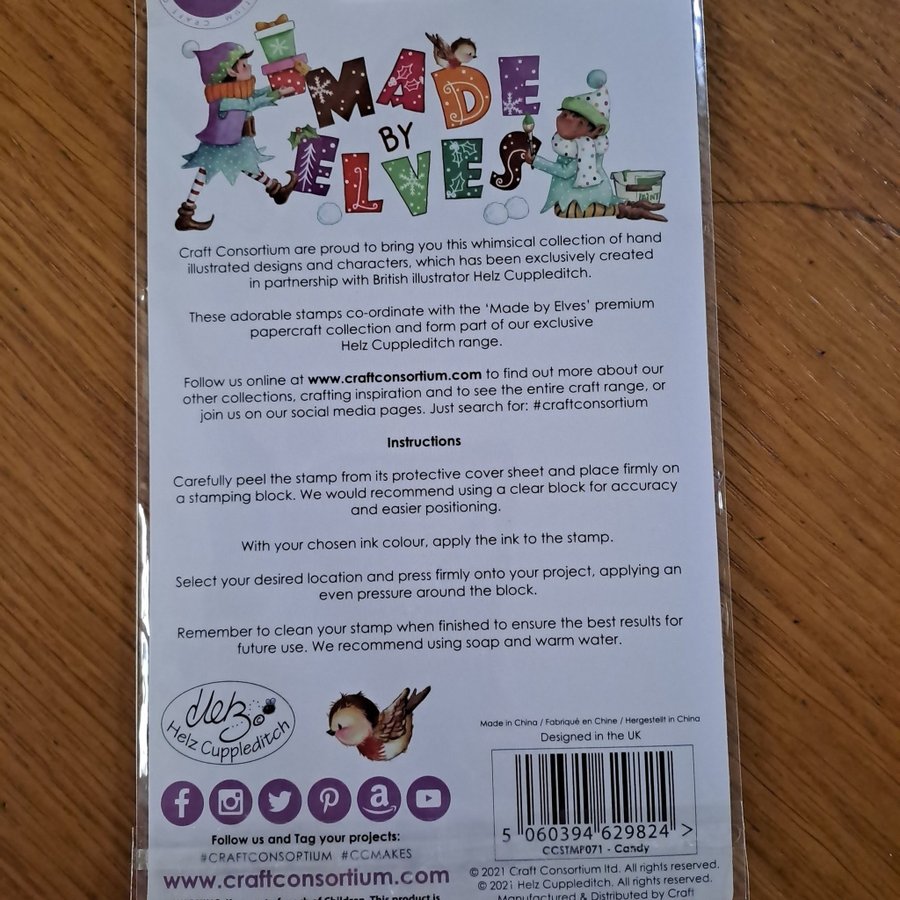 MADE
BY
ELVES
PAINT
Craft Consortium are proud to bring you this whimsical collection of hand
illustrated designs and characters, which has been exclusively created
in partnership with British illustrator Helz Cuppleditch.
These adorable stamps co-ordinate with the 'Made by Elves' premium
papercraft collection and form part of our exclusive
Helz Cuppleditch range.
Follow us online at www.craftconsortium.com to find out more about our
other collections, crafting inspiration and to see the entire craft range, or
join us on our social media pages. Just search for: #craftconsortium
Instructions
Carefully peel the stamp from its protective cover sheet and place firmly on
a stamping block. We would recommend using a clear block for accuracy
and easier positioning.
With your chosen ink colour, apply the ink to the stamp.
Select your desired location and press firmly onto your project, applying an
even pressure around the block.
Remember to clean your stamp when finished to ensure the best results for
future use. We recommend using soap and warm water.
Helz ©
Helz Cuppleditch
Made in China / Fabriqué en Chine / Hergestellt in China
Designed in the UK
5 060394 629824 >
CCSTMP071 - Candy
Follow us and Tag your projects:
#CRAFTCONSORTIUM #CCMAKES
www.craftconsortium.com
© 2021 Craft Consortium ltd. All rights reserved.
© 2021 Helz Cuppleditch. All rights reserved.
Manufactured & Distributed by Craft
of Children. This product is